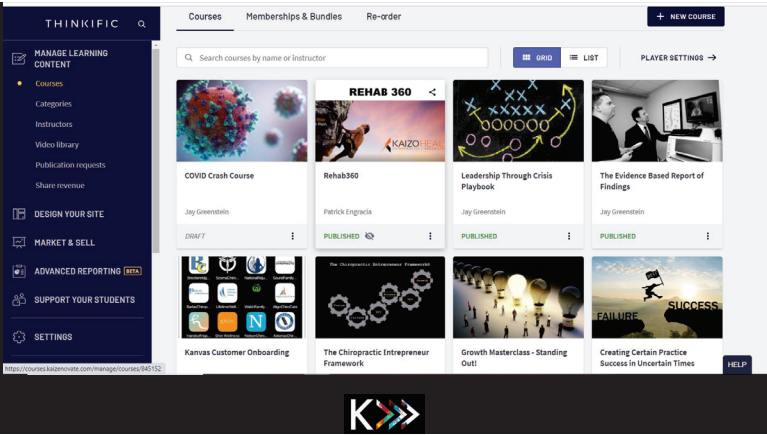 THINKIFIC
Courses
Memberships & Bundles
Re-order
+ NEW COURSE
MANAGE LEARNING
CONTENT
Courses
Categories
Instructors
Video library
Publication requests
Share revenue
DESIGN YOUR SITE
MARKET & SELL
ADVANCED REPORTING BETA
SUPPORT YOUR STUDENTS
SETTINGS
https://courses.kaizenovate.com/manage/courses/845152
Search courses by name or instructor
GRID
LIST
PLAYER SETTINGS →
COVID Crash Course
Jay Greenstein
DRAFT
REHAB 360
KAIZOHEAL
Rehab360
Patrick Engracia
PUBLISHED
Leadership Through Crisis
Playbook
Jay Greenstein
PUBLISHED
The Evidence Based Report of
Findings
Jay Greenstein
PUBLISHED
Kanvas Customer Onboarding
The Chiropractic Entrepreneur Framework
The Chiropractic Intrepreneur
Framework
Growth Masterclass - Standing
Out!
FAILURE
SUCCESS
Creating Certain Practice
Success in Uncertain Times
HELP
K